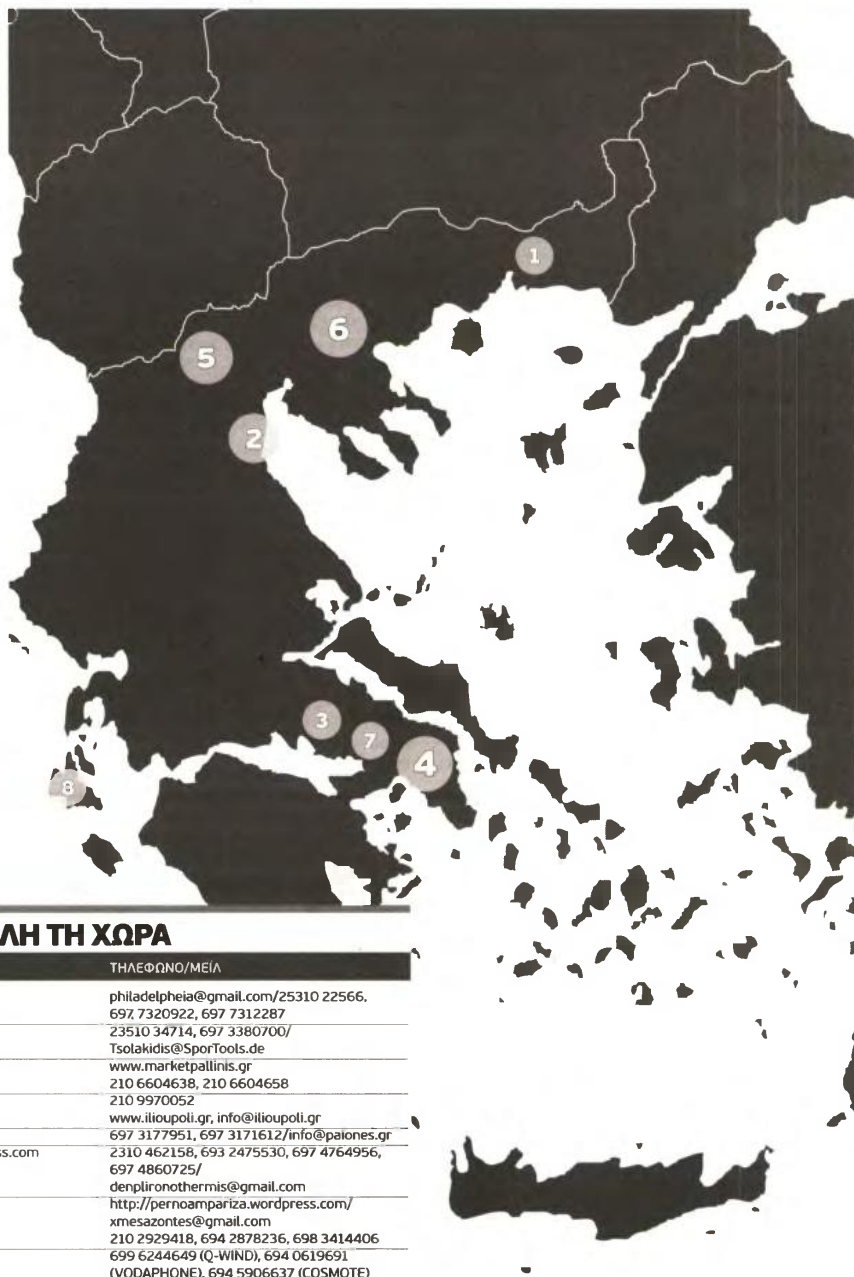 1
6
5
2
3
7
4
8
ΛΗ ΤΗ ΧΩΡΑ
ΤΗΛΕΦΩΝΟ/ΜΕΊΛ
philadelpheia@gmail.com/25310 22566,
697 7320922, 697 7312287
23510 34714, 697 3380700/
Tsolakidis@SporTools.de
www.marketpallinis.gr
210 6604638, 210 6604658
210 9970052
www.ilioupoli.gr, info@ilioupoli.gr
697 3177951, 697 3171612/info@paiones.gr
ss.com 2310 462158, 693 2475530, 697 4764956,
697 4860725/
denplironothermis@gmail.com
http://pernoampariza.wordpress.com/
xmesazontes@gmail.com
210 2929418, 694 2878236, 698 3414406
699 6244649 (Q-WIND), 694 0619691
(VODAPHONE), 694 5906637 (COSMOTE)